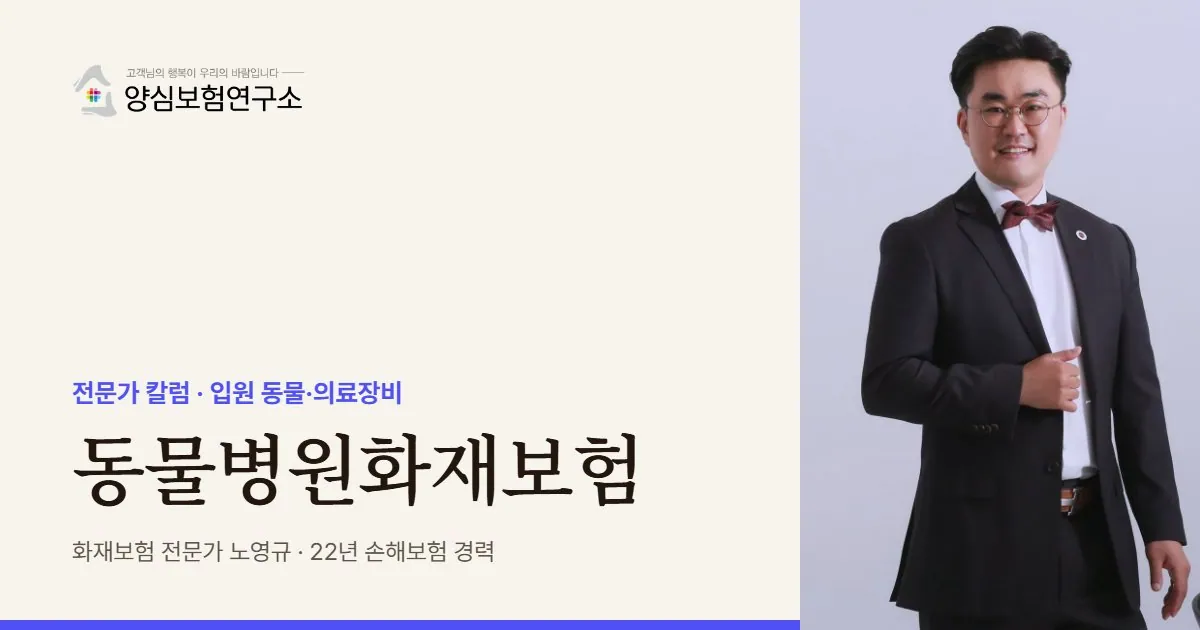 고객님의 행복이 우리의 바람입니다
양심보험연구소
전문가 칼럼 · 입원 동물·의료장비
동물병원화재보험
화재보험 전문가 노영규 · 22년 손해보험 경력